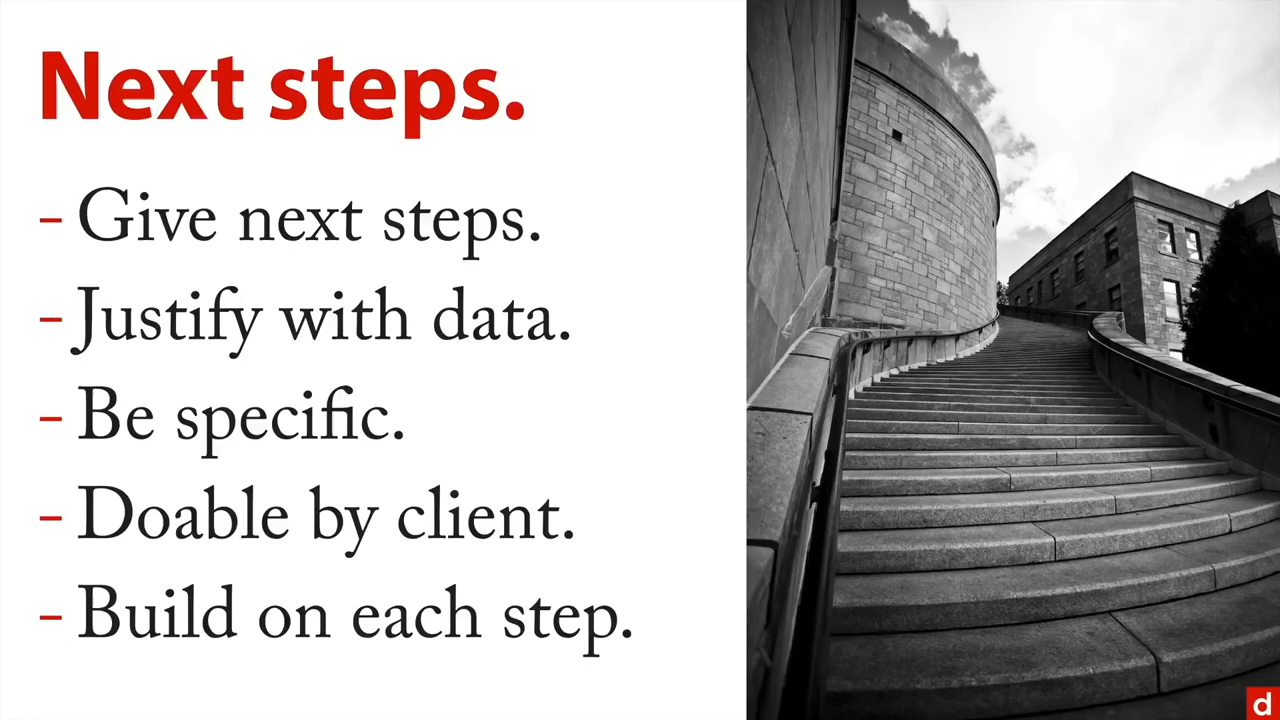 Next steps.
- Give next steps.
- Justify with data.
- Be specific.
- Doable by client.
- Build on each step.
d